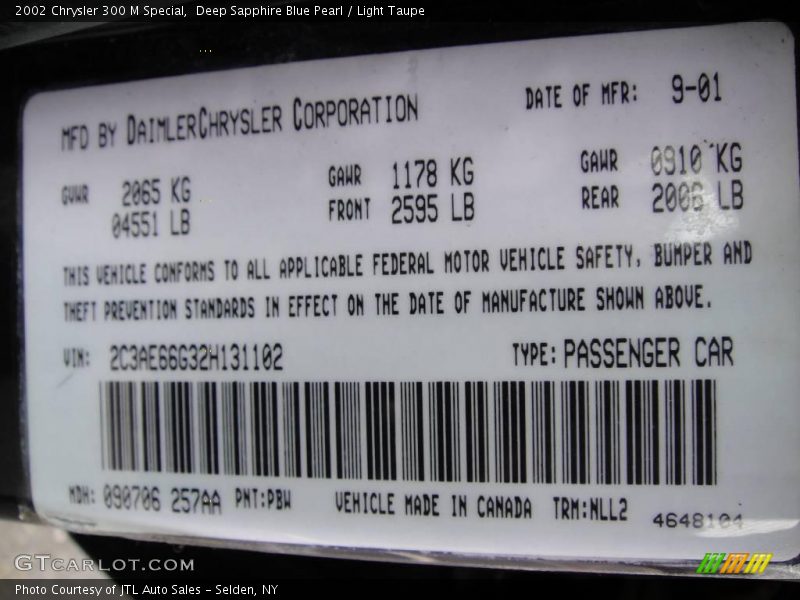 2002 Chrysler 300 M Special,  Deep Sapphire Blue Pearl / Light Taupe
MFD BY DAIMLERCHRYSLER CORPORATION
DATE OF MFR: 9-01
GVWR 2065 KG
04551 LB
GAWR 1178 KG
FRONT 2595 LB
GAWR 0910 KG
REAR 2006 LB
THIS VEHICLE CONFORMS TO ALL APPLICABLE FEDERAL MOTOR VEHICLE SAFETY, BUMPER AND
THEFT PREVENTION STANDARDS IN EFFECT ON THE DATE OF MANUFACTURE SHOWN ABOVE.
VIN: 2C3AE66G32H131102
TYPE: PASSENGER CAR
MDH: 090706 257AA PNT:PBW VEHICLE MADE IN CANADA TRM:NLL2
4648104
GTCARLOT.COM
Photo Courtesy of JTL Auto Sales - Selden, NY